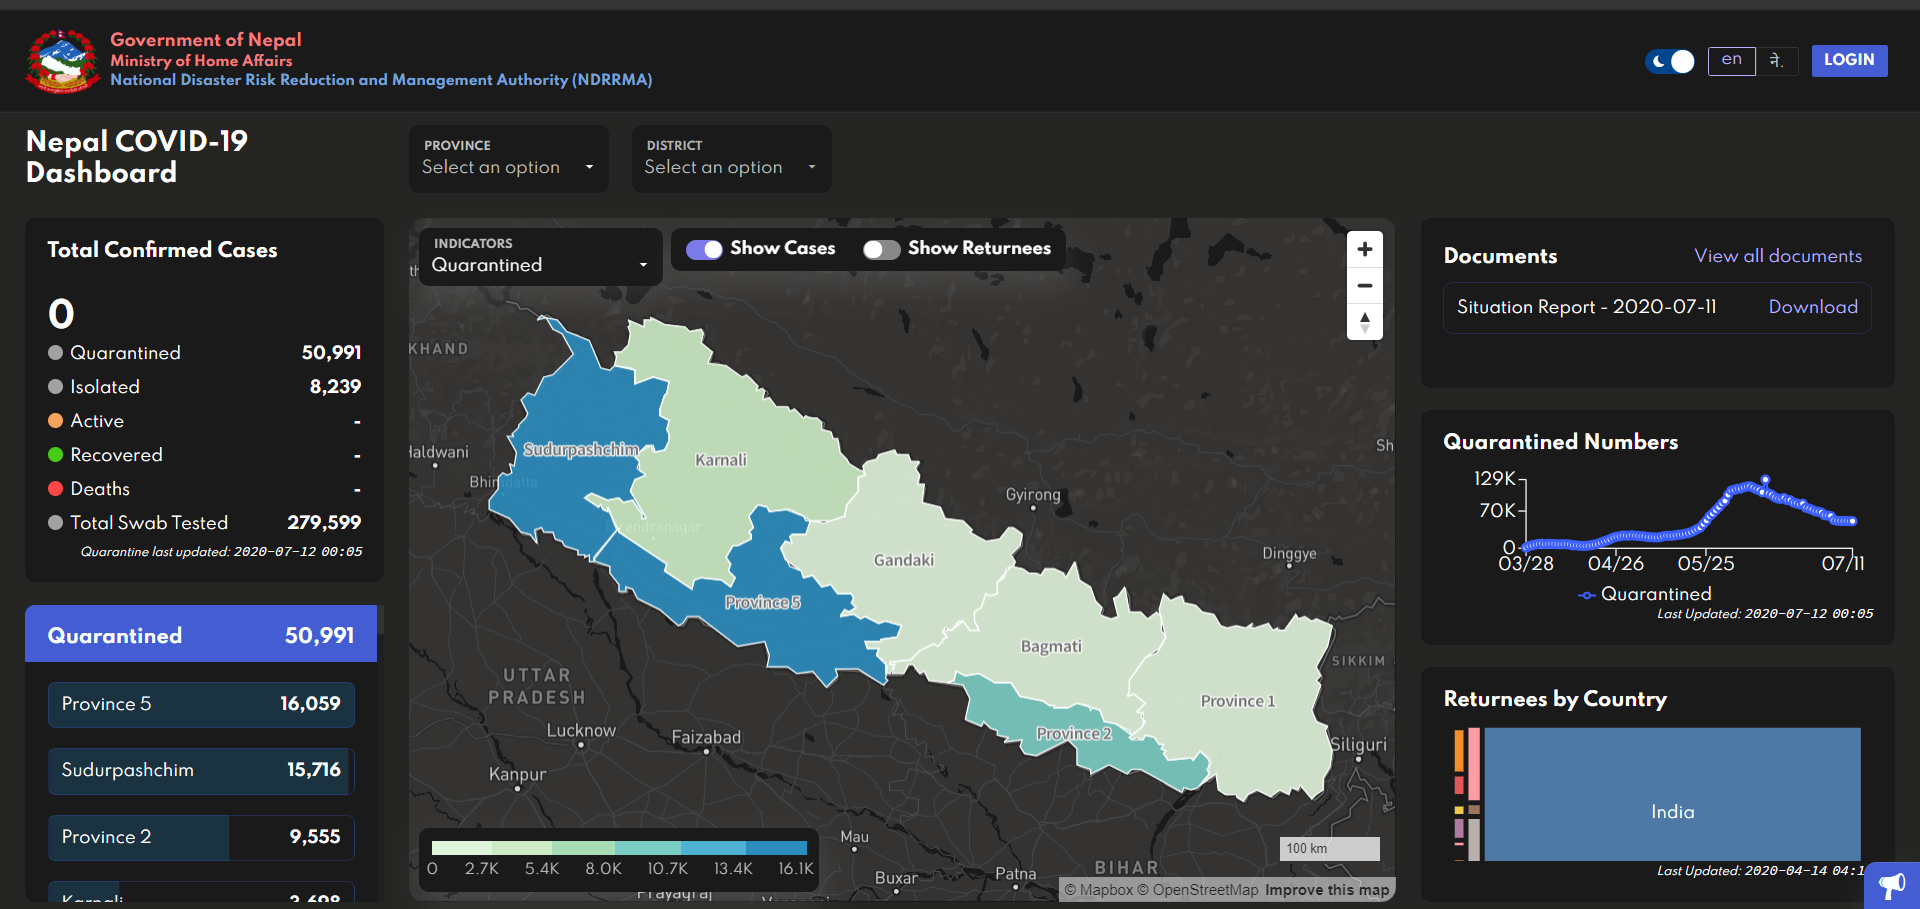 Government of Nepal
Ministry of Home Affairs
National Disaster Risk Reduction and Management Authority (NDRRMA)
en
ने.
LOGIN
Nepal COVID-19
Dashboard
PROVINCE
Select an option
DISTRICT
Select an option
Total Confirmed Cases
0
Quarantined 50,991
Isolated 8,239
Active -
Recovered -
Deaths -
Total Swab Tested 279,599
Quarantine last updated: 2020-07-12 00:05
Quarantined 50,991
Province 5 16,059
Sudurpashchim 15,716
Province 2 9,555
Karnali 3,698
INDICATORS
Quarantined
Show Cases
Show Returnees
KHAND
Haldwani
Sudurpashchim
Karnali
Birendranagar
Gyirong
Sh
Dinggye
Gandaki
Province 5
Bagmati
SIKKIM
Province 1
UTTAR
PRADESH
Lucknow
Faizabad
Province 2
Siliguri
Kanpur
Mau
BIHAR
Buxar
Patna
Prayagraj
0 2.7K 5.4K 8.0K 10.7K 13.4K 16.1K
100 km
© Mapbox © OpenStreetMap Improve this map
Documents
View all documents
Situation Report - 2020-07-11
Download
Quarantined Numbers
129K
70K
0
03/28 04/26 05/25 07/11
Quarantined
Last Updated: 2020-07-12 00:05
Returnees by Country
India
Last Updated: 2020-04-14 04:1